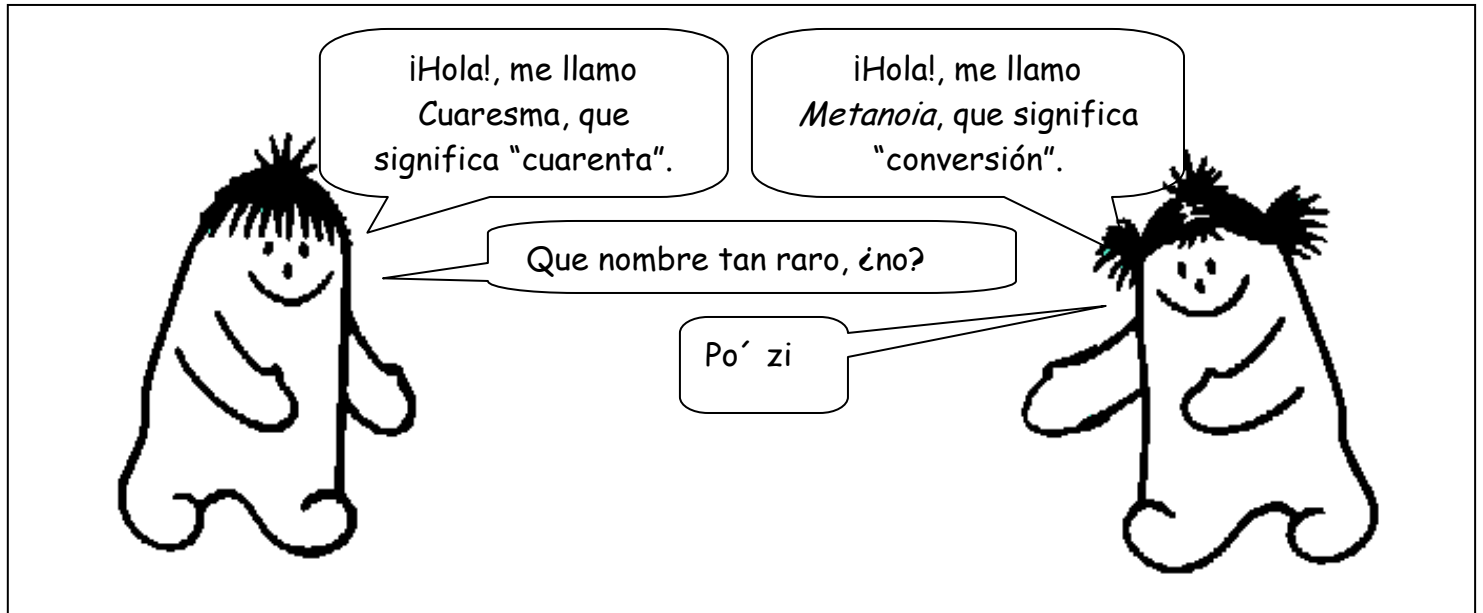 ¡Hola!, me llamo
Cuaresma, que
significa “cuarenta”.
¡Hola!, me llamo
Metanoia, que significa
“conversión”.
Que nombre tan raro, ¿no?
Po´ zi